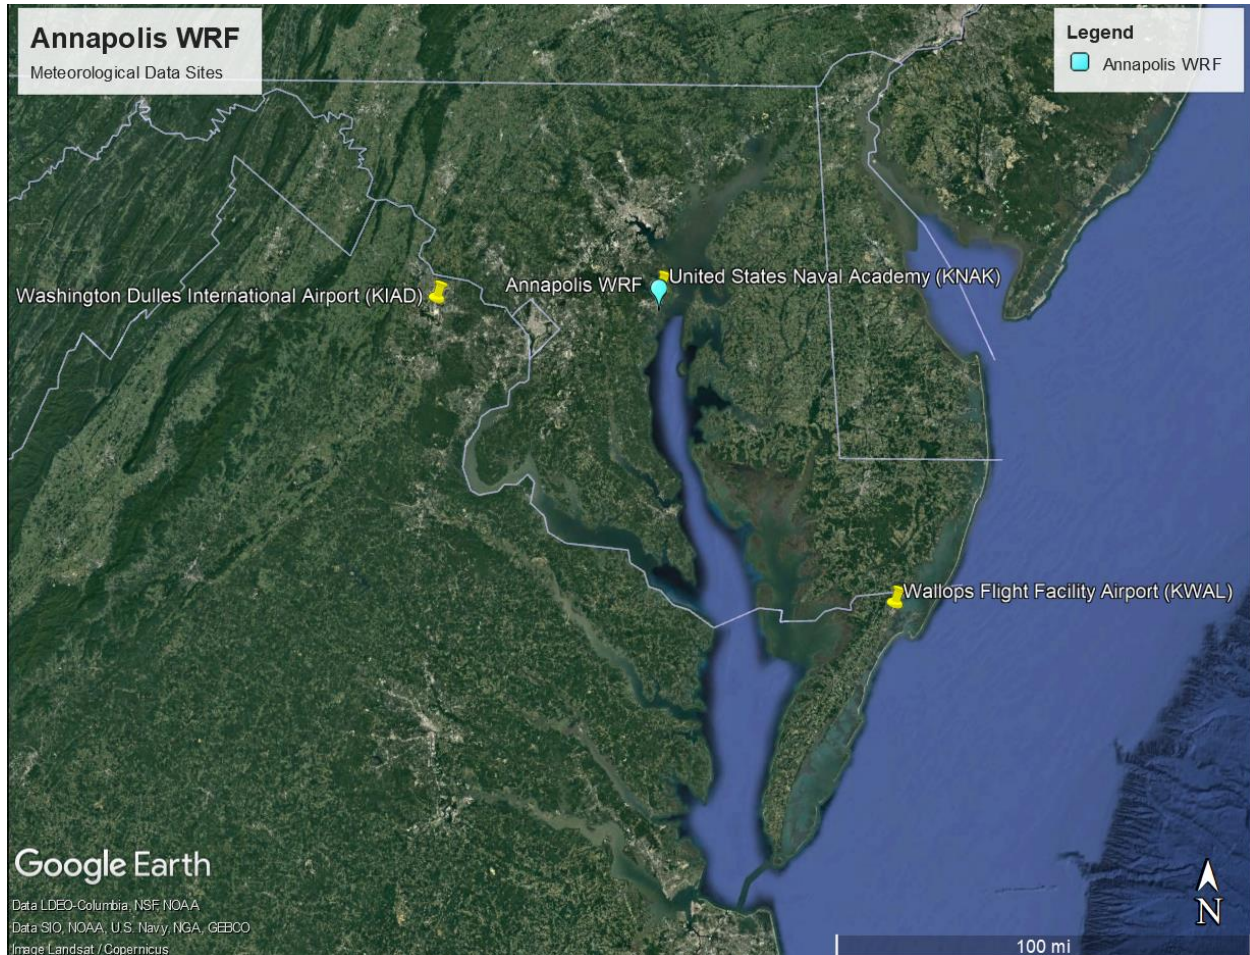 Annapolis WRF
Meteorological Data Sites
Legend
Annapolis WRF
United States Naval Academy (KNAK)
Annapolis WRF
Washington Dulles International Airport (KIAD)
Wallops Flight Facility Airport (KWAL)
Google Earth
Data LDEO-Columbia, NSF, NOAA
Data SIO, NOAA, U.S. Navy, NGA, GEBCO
Image Landsat / Copernicus
N
100 mi